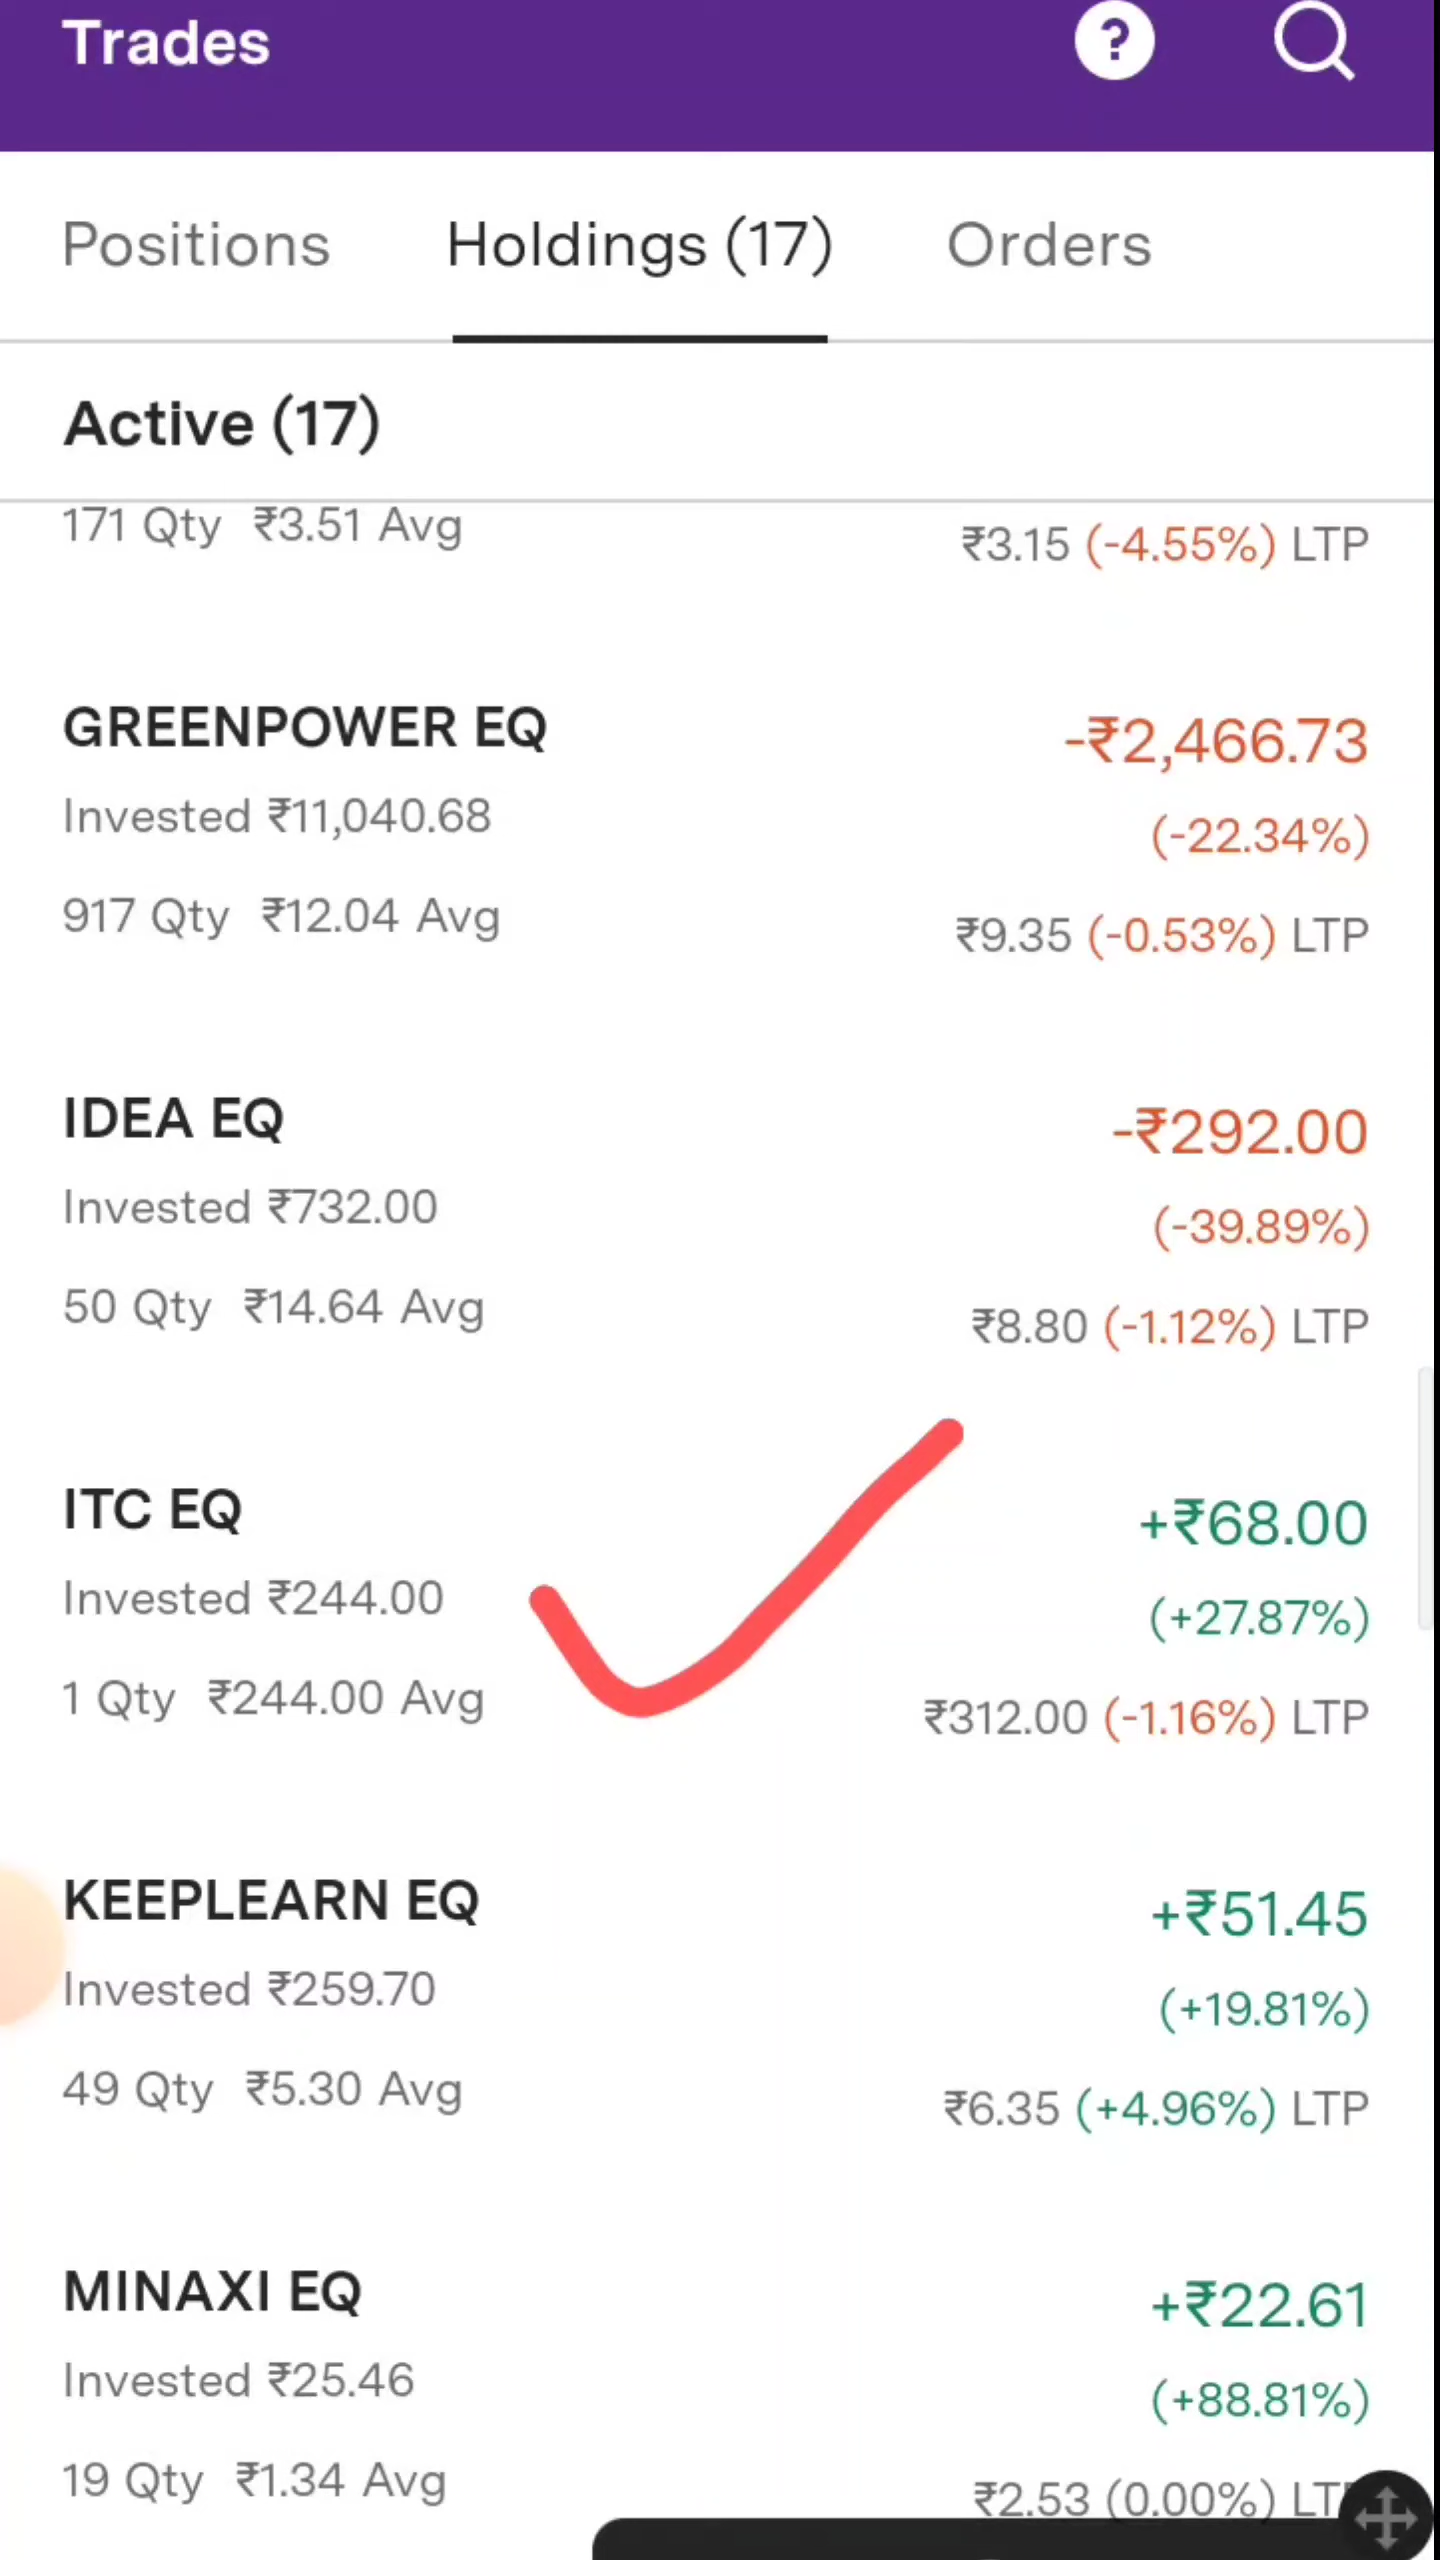 Trades
?
Positions Holdings (17) Orders
Active (17)
171 Qty ₹3.51 Avg
₹3.15 (-4.55%) LTP
GREENPOWER EQ
-₹2,466.73
Invested ₹11,040.68
(-22.34%)
917 Qty ₹12.04 Avg
₹9.35 (-0.53%) LTP
IDEA EQ
-₹292.00
Invested ₹732.00
(-39.89%)
50 Qty ₹14.64 Avg
₹8.80 (-1.12%) LTP
ITC EQ
+₹68.00
Invested ₹244.00
(+27.87%)
1 Qty ₹244.00 Avg
₹312.00 (-1.16%) LTP
KEEPLEARN EQ
+₹51.45
Invested ₹259.70
(+19.81%)
49 Qty ₹5.30 Avg
₹6.35 (+4.96%) LTP
MINAXI EQ
+₹22.61
Invested ₹25.46
(+88.81%)
19 Qty ₹1.34 Avg
₹2.53 (0.00%)